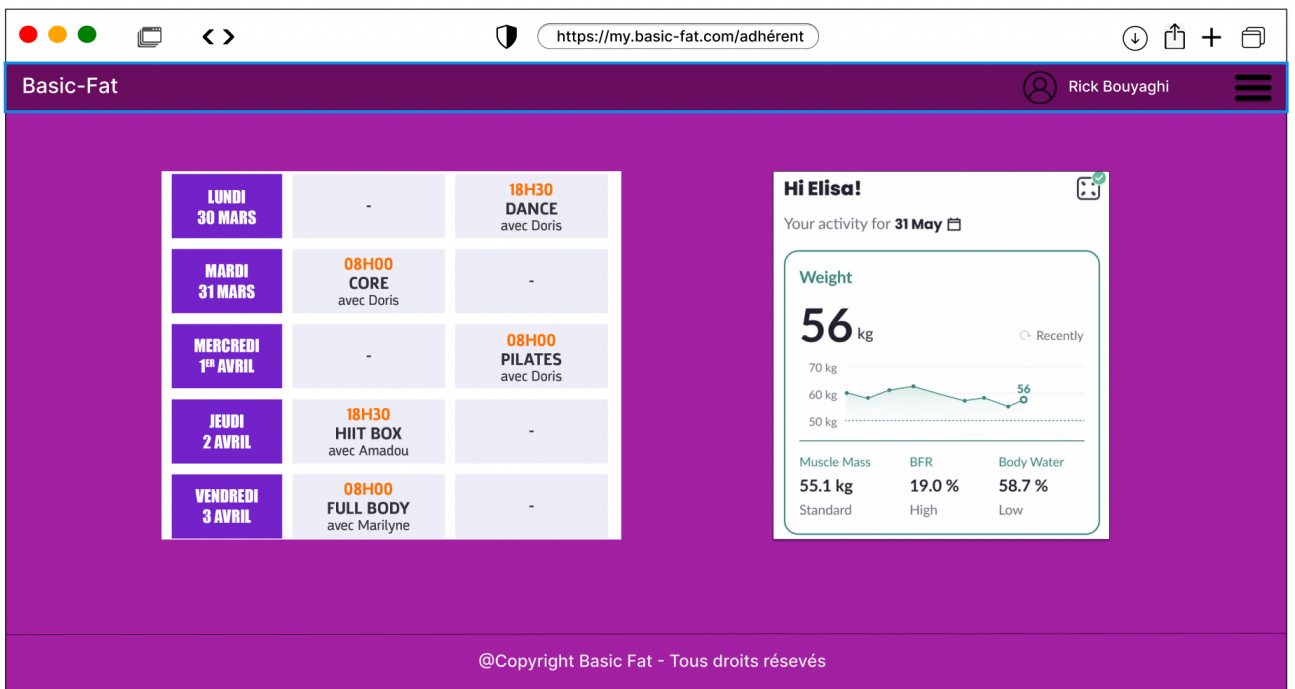 https://my.basic-fat.com/adhérent
Basic-Fat
Rick Bouyaghi
LUNDI
30 MARS
-
18H30
DANCE
avec Doris
MARDI
31 MARS
08H00
CORE
avec Doris
-
MERCREDI
1ER AVRIL
-
08H00
PILATES
avec Doris
JEUDI
2 AVRIL
18H30
HIIT BOX
avec Amadou
-
VENDREDI
3 AVRIL
08H00
FULL BODY
avec Marilyne
-
Hi Elisa!
Your activity for 31 May
Weight
56 kg
Recently
70 kg
60 kg
50 kg
56
Muscle Mass BFR Body Water
55.1 kg 19.0 % 58.7 %
Standard High Low
@Copyright Basic Fat - Tous droits résevés